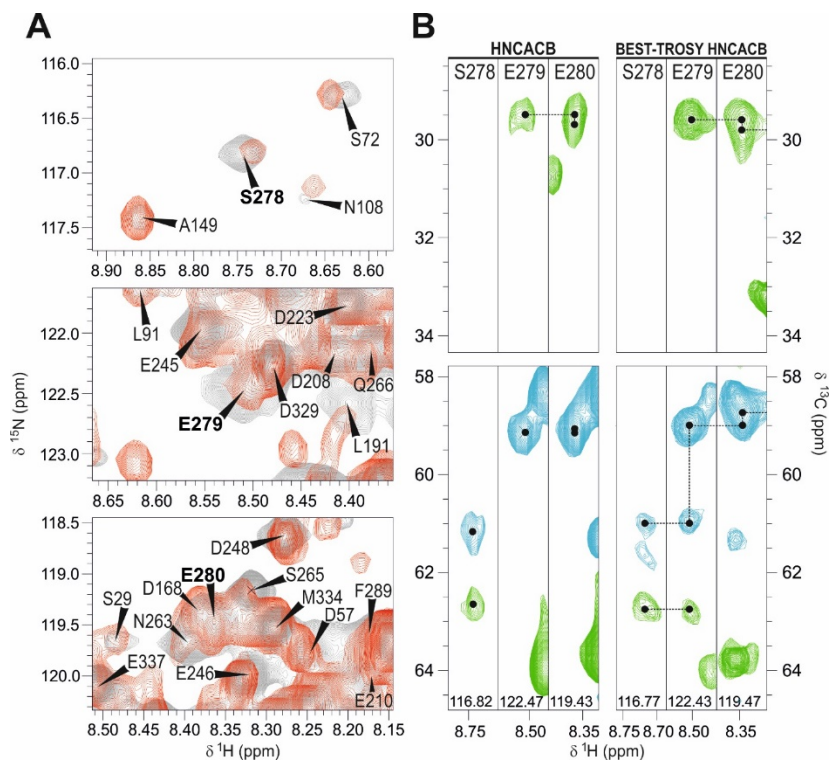 A
116.0
116.5
117.0
117.5
S72
S278
N108
A149
8.90 8.85 8.80 8.75 8.70 8.65 8.60
122.0
122.5
123.0
L91
D223
E245
D208
Q266
E279
D329
L191
8.65 8.60 8.55 8.50 8.45 8.40
δ ¹⁵N (ppm)
118.5
119.0
119.5
120.0
D248
E280
S265
S29
D168
F289
N263
M334
D57
E337
E246
E210
8.50 8.45 8.40 8.35 8.30 8.25 8.20 8.15
δ ¹H (ppm)
B
HNCACB
BEST-TROSY HNCACB
S278 E279 E280
S278 E279 E280
30
32
34
30
32
34
58
60
62
64
58
60
62
64
δ ¹³C (ppm)
116.82 122.47 119.43
116.77 122.43 119.47
8.75 8.50 8.35
8.75 8.70 8.50 8.35
δ ¹H (ppm)